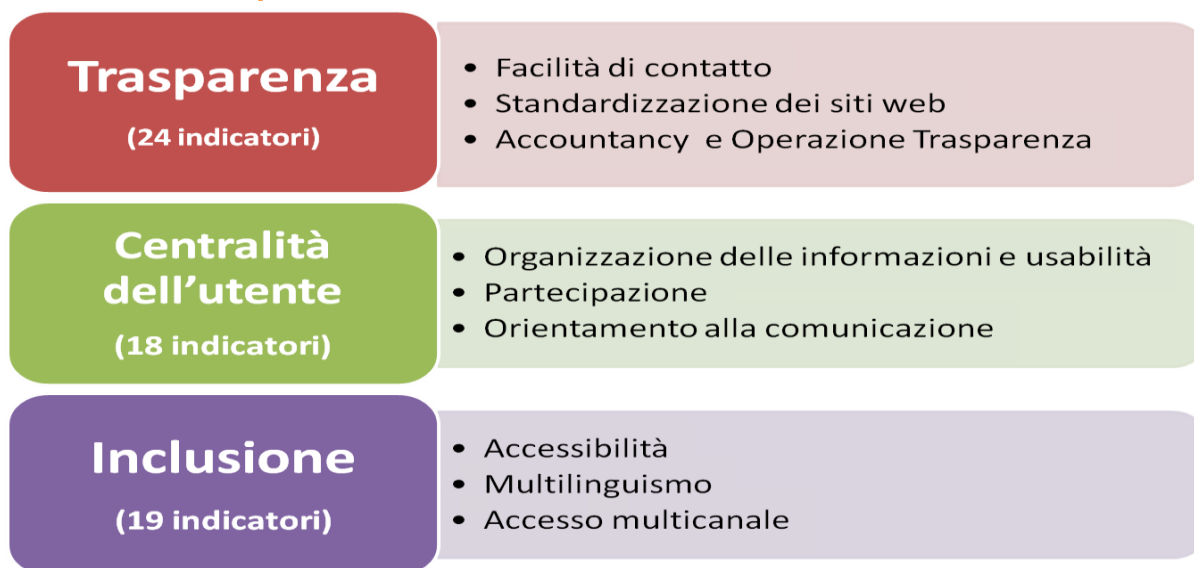 Trasparenza
(24 indicatori)
• Facilità di contatto
• Standardizzazione dei siti web
• Accountancy e Operazione Trasparenza
Centralità
dell’utente
(18 indicatori)
• Organizzazione delle informazioni e usabilità
• Partecipazione
• Orientamento alla comunicazione
Inclusione
(19 indicatori)
• Accessibilità
• Multilinguismo
• Accesso multicanale